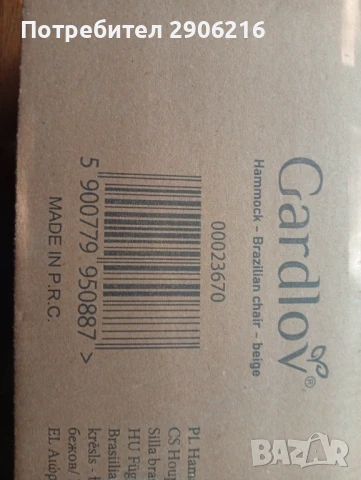 Потребител 2906216
Gardlov®
Hammock – Brazilian chair – beige
00023670
5 900779 950887 >
MADE IN P.R.C.
PL Ham
CS Houp
Silla bra
HU Füg
Brasilia
krēsls - 
бежов/
EL Αιώρ
BAZAR